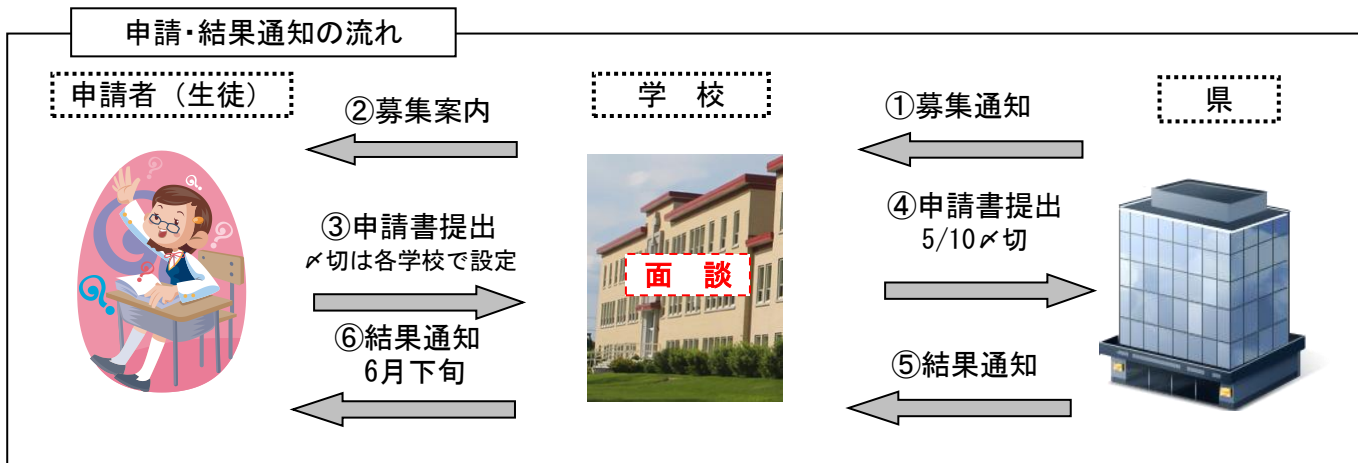 申請・結果通知の流れ
申請者（生徒）
学　校
県
②募集案内
①募集通知
③申請書提出
〆切は各学校で設定
④申請書提出
5/10〆切
面　談
⑥結果通知
6月下旬
⑤結果通知